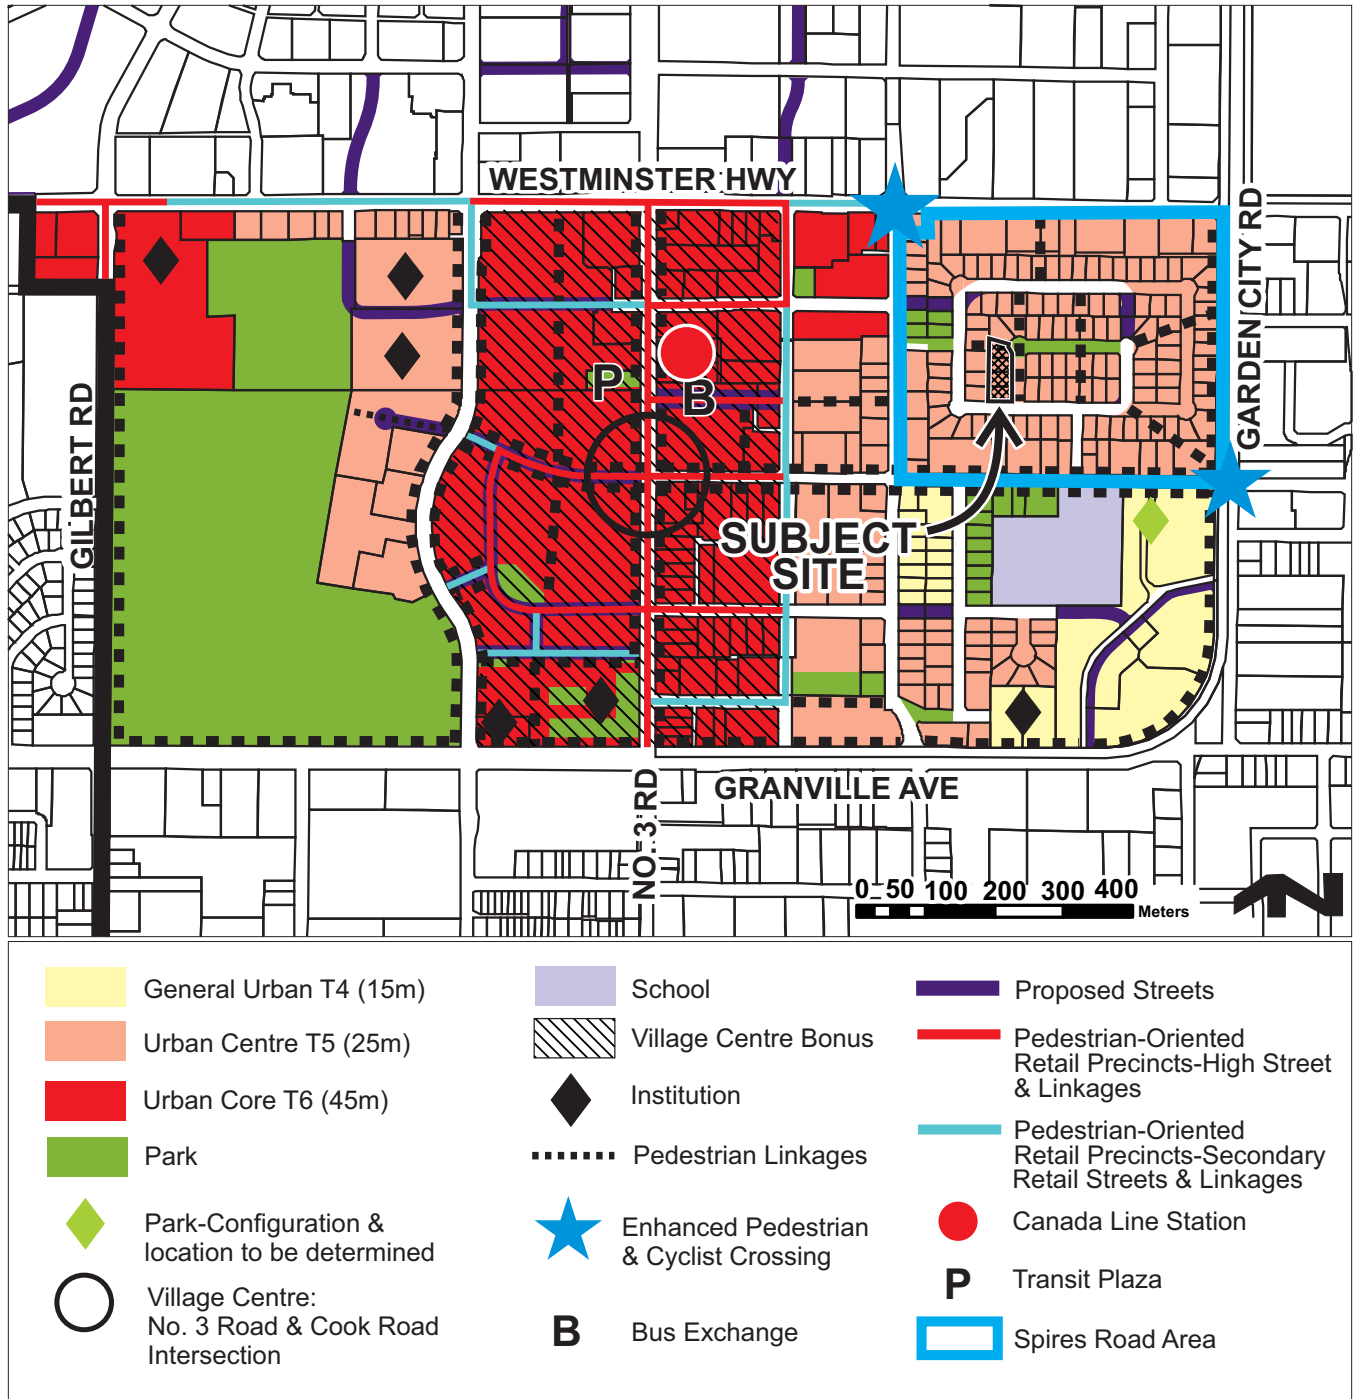 WESTMINSTER HWY
GARDEN CITY RD
GILBERT RD
P
B
SUBJECT
SITE
GRANVILLE AVE
NO. 3 RD
0 50 100 200 300 400
Meters
General Urban T4 (15m)
Urban Centre T5 (25m)
Urban Core T6 (45m)
Park
Park-Configuration &
location to be determined
Village Centre:
No. 3 Road & Cook Road
Intersection
School
Village Centre Bonus
Institution
Pedestrian Linkages
Enhanced Pedestrian
& Cyclist Crossing
B Bus Exchange
Proposed Streets
Pedestrian-Oriented
Retail Precincts-High Street
& Linkages
Pedestrian-Oriented
Retail Precincts-Secondary
Retail Streets & Linkages
Canada Line Station
P Transit Plaza
Spires Road Area